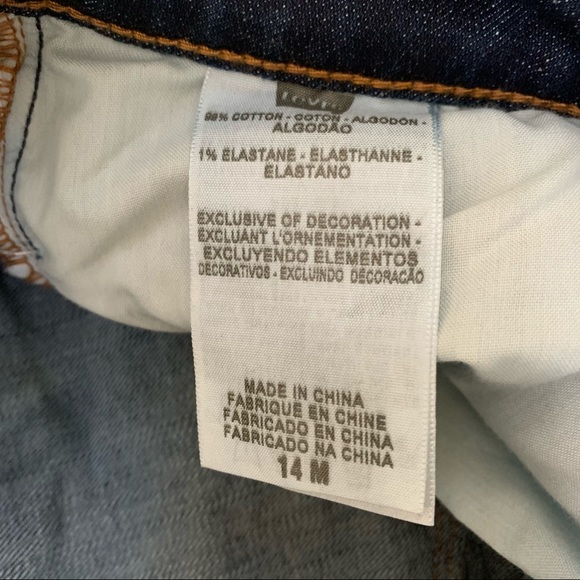 Levi's
99% COTTON - COTON - ALGODON -
ALGODÃO
1% ELASTANE - ELASTHANNE -
ELASTANO
EXCLUSIVE OF DECORATION -
EXCLUANT L'ORNEMENTATION -
EXCLUYENDO ELEMENTOS
DECORATIVOS - EXCLUINDO DECORAÇÃO
MADE IN CHINA
FABRIQUE EN CHINE
FABRICADO EN CHINA
FABRICADO NA CHINA
14 M